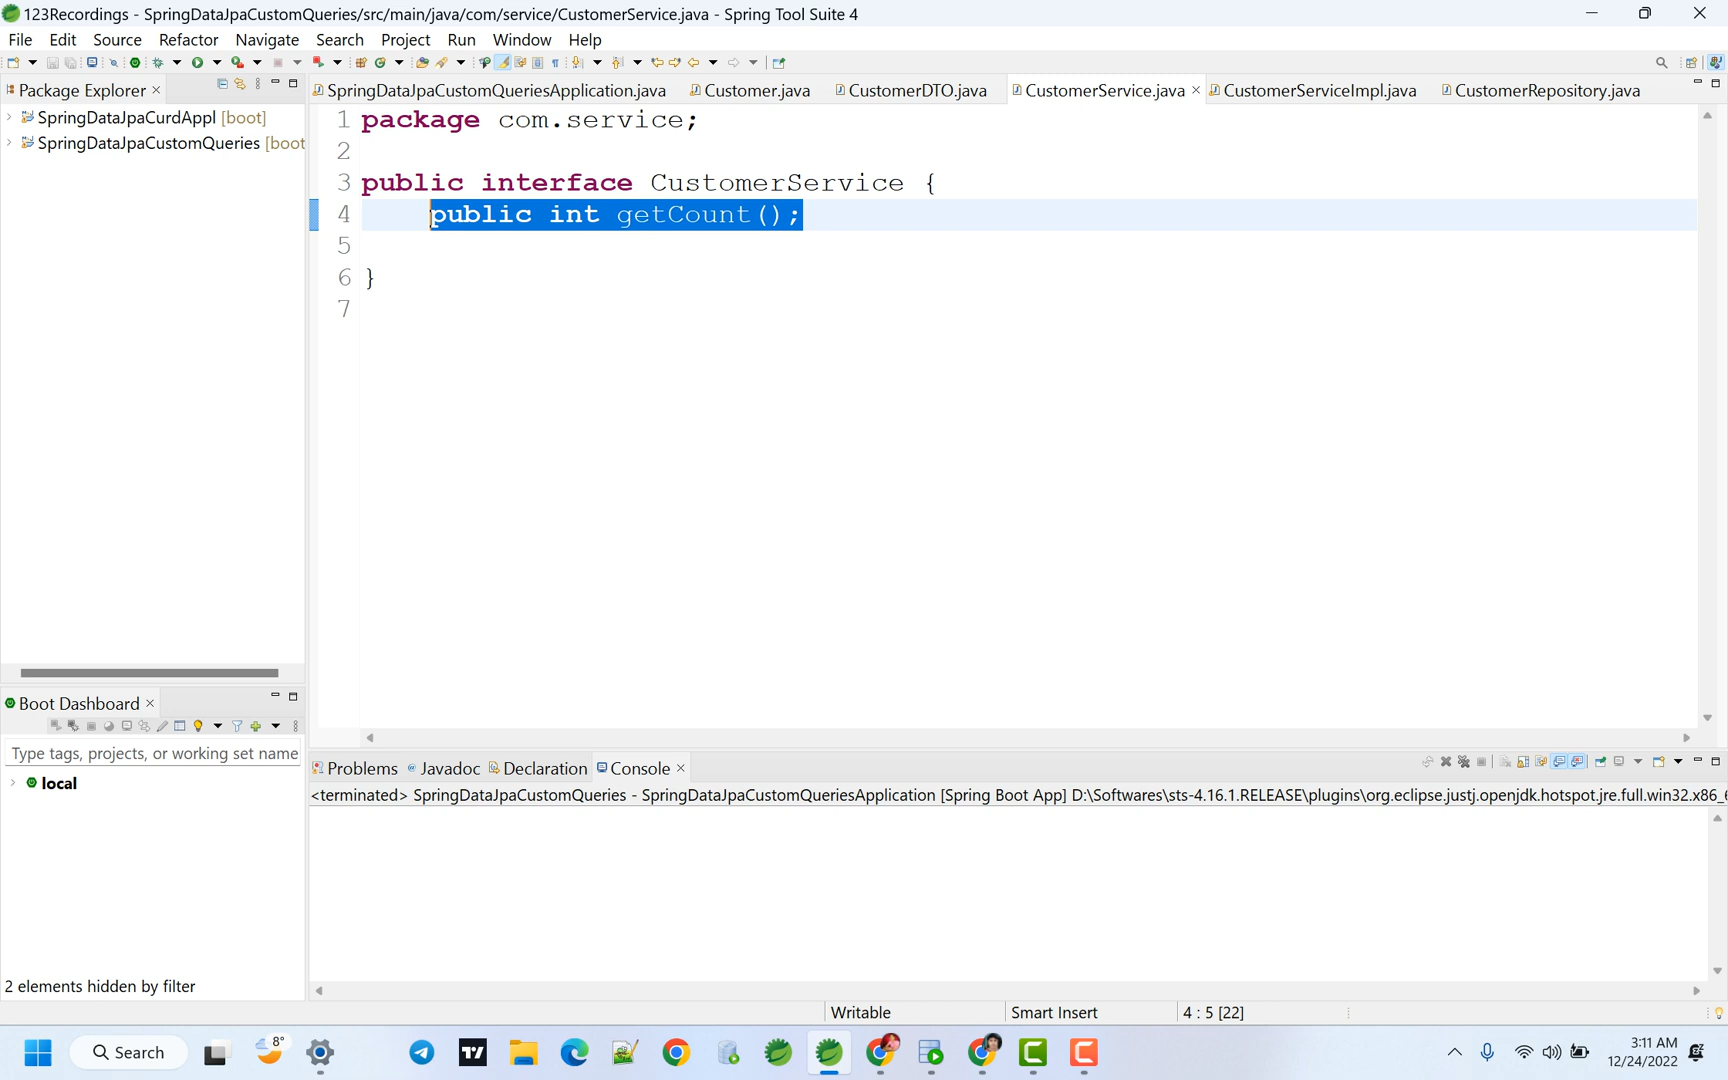 123Recordings - SpringDataJpaCustomQueries/src/main/java/com/service/CustomerService.java - Spring Tool Suite 4
File Edit Source Refactor Navigate Search Project Run Window Help
Package Explorer
SpringDataJpaCurdAppl [boot]
SpringDataJpaCustomQueries [boot
SpringDataJpaCustomQueriesApplication.java Customer.java CustomerDTO.java CustomerService.java CustomerServiceImpl.java CustomerRepository.java
1 package com.service;
2
3 public interface CustomerService {
4 public int getCount();
5
6 }
7
Boot Dashboard
Type tags, projects, or working set name
local
2 elements hidden by filter
Problems Javadoc Declaration Console
<terminated> SpringDataJpaCustomQueries - SpringDataJpaCustomQueriesApplication [Spring Boot App] D:\Softwares\sts-4.16.1.RELEASE\plugins\org.eclipse.justj.openjdk.hotspot.jre.full.win32.x86_6
Writable Smart Insert 4 : 5 [22]
8°
Search
3:11 AM
12/24/2022